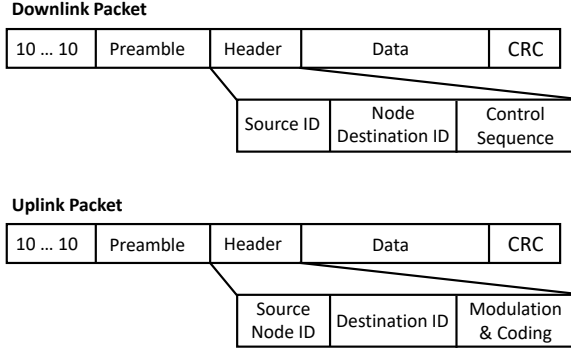 Downlink Packet
10 ... 10 Preamble Header Data CRC
Source ID Node Destination ID Control Sequence
Uplink Packet
10 ... 10 Preamble Header Data CRC
Source Node ID Destination ID Modulation & Coding